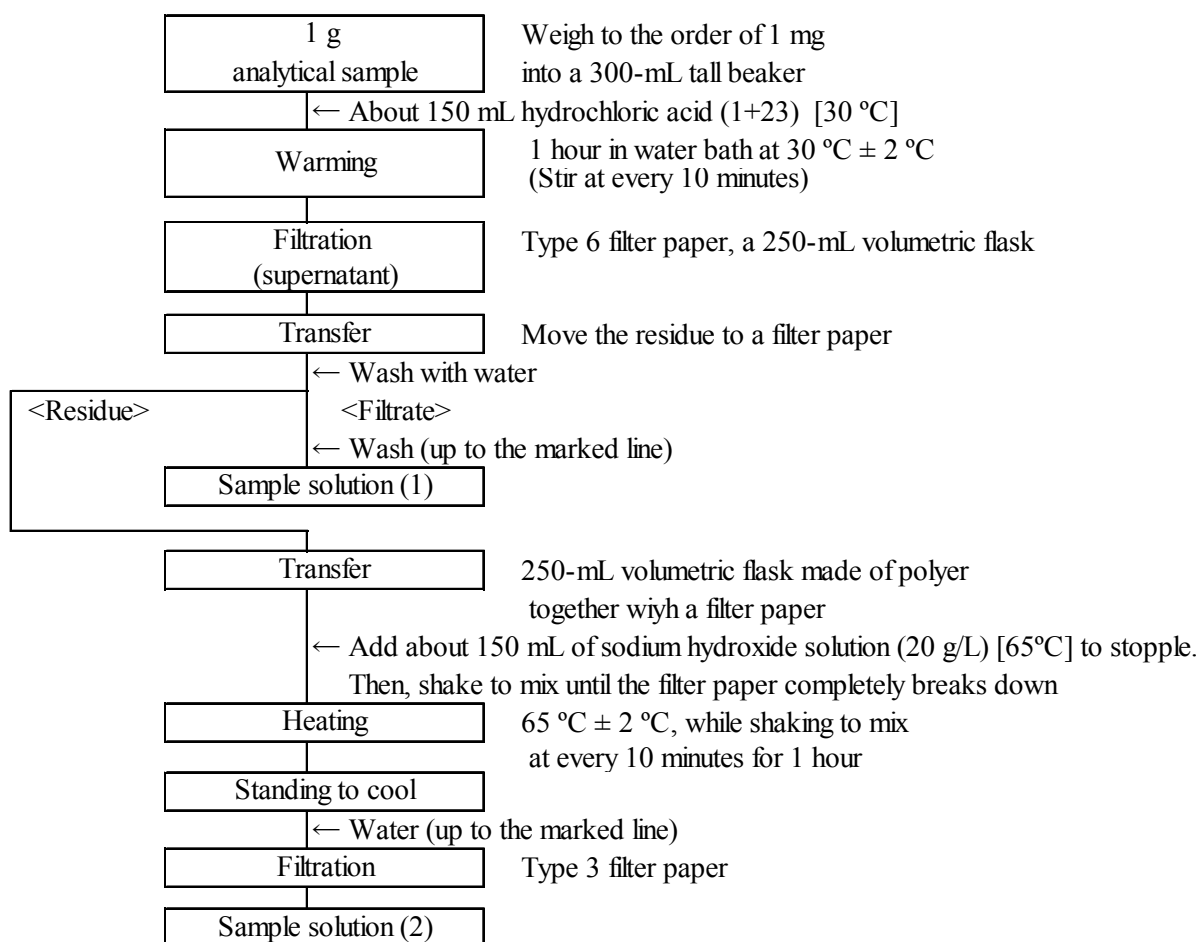 1 g
analytical sample
Weigh to the order of 1 mg
into a 300-mL tall beaker
← About 150 mL hydrochloric acid (1+23)  [30 ºC]
Warming
1 hour in water bath at 30 ºC ± 2 ºC
(Stir at every 10 minutes)
Filtration
(supernatant)
Type 6 filter paper, a 250-mL volumetric flask
Transfer
Move the residue to a filter paper
← Wash with water
<Residue>
<Filtrate>
← Wash (up to the marked line)
Sample solution (1)
Transfer
250-mL volumetric flask made of polyer
together wiyh a filter paper
← Add about 150 mL of sodium hydroxide solution (20 g/L) [65ºC] to stopple.
Then, shake to mix until the filter paper completely breaks down
Heating
65 ºC ± 2 ºC, while shaking to mix
at every 10 minutes for 1 hour
Standing to cool
← Water (up to the marked line)
Filtration
Type 3 filter paper
Sample solution (2)